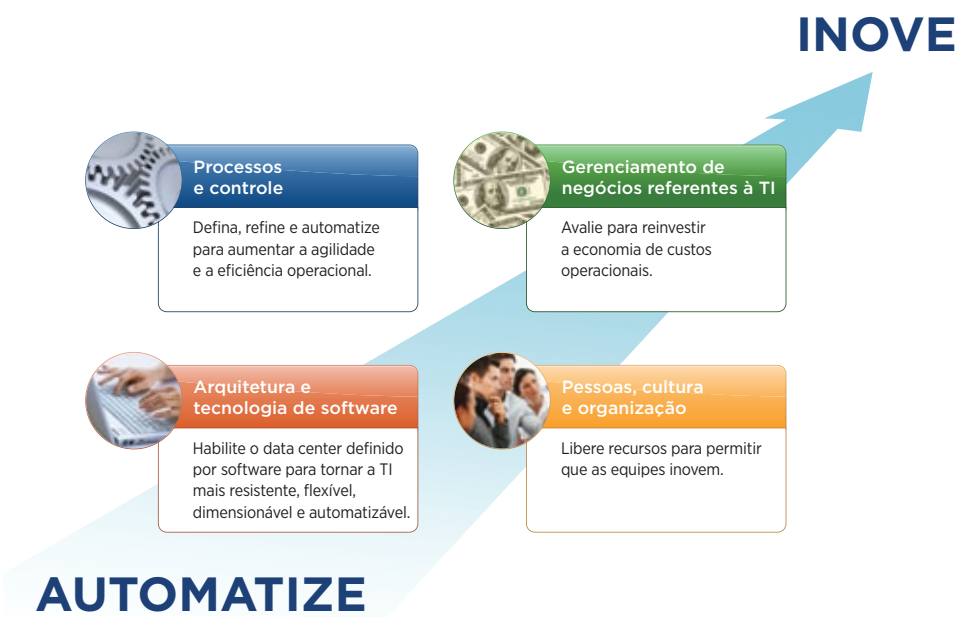 INOVE
Processos
e controle
Defina, refine e automatize
para aumentar a agilidade
e a eficiência operacional.
Gerenciamento de
negócios referentes à TI
Avalie para reinvestir
a economia de custos
operacionais.
Arquitetura e
tecnologia de software
Habilite o data center definido
por software para tornar a TI
mais resistente, flexível,
dimensionável e automatizável.
Pessoas, cultura
e organização
Libere recursos para permitir
que as equipes inovem.
AUTOMATIZE